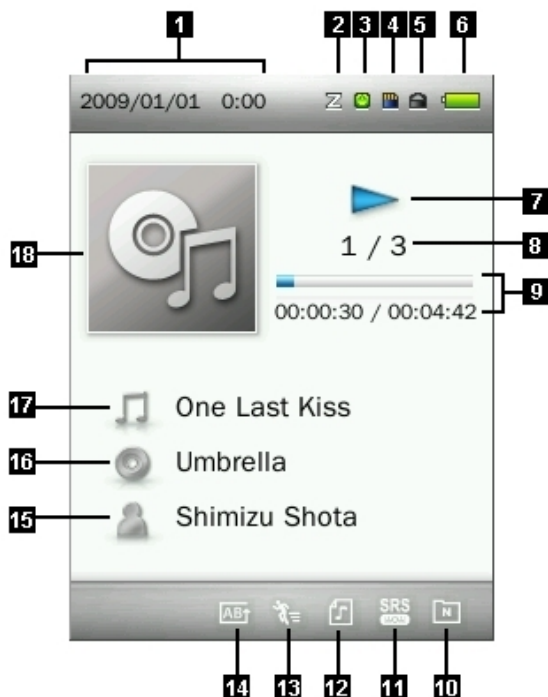 1 2 3 4 5 6
2009/01/01 0:00
7
1 / 3 8
18
9
00:00:30 / 00:04:42
17 One Last Kiss
16 Umbrella
15 Shimizu Shota
AB↑ SRS WOW N
14 13 12 11 10